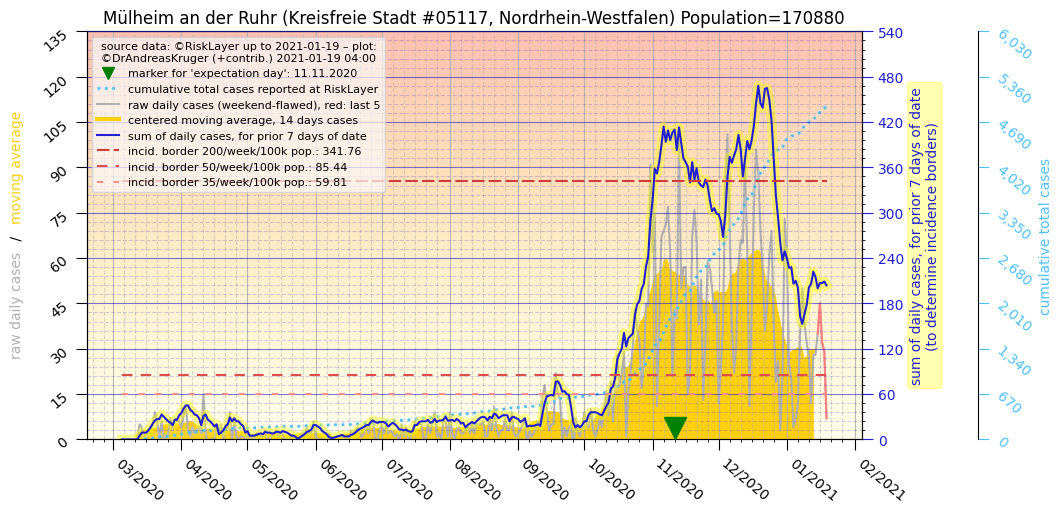 Mülheim an der Ruhr (Kreisfreie Stadt #05117, Nordrhein-Westfalen) Population=170880
source data: ©RiskLayer up to 2021-01-19 – plot:
©DrAndreasKruger (+contrib.) 2021-01-19 04:00
marker for 'expectation day': 11.11.2020
cumulative total cases reported at RiskLayer
raw daily cases (weekend-flawed), red: last 5
centered moving average, 14 days cases
sum of daily cases, for prior 7 days of date
incid. border 200/week/100k pop.: 341.76
incid. border 50/week/100k pop.: 85.44
incid. border 35/week/100k pop.: 59.81
raw daily cases / moving average
135
120
105
90
75
60
45
30
15
0
03/2020
04/2020
05/2020
06/2020
07/2020
08/2020
09/2020
10/2020
11/2020
12/2020
01/2021
02/2021
540
480
420
360
300
240
180
120
60
0
sum of daily cases, for prior 7 days of date
(to determine incidence borders)
6,030
5,360
4,690
4,020
3,350
2,680
2,010
1,340
670
0
cumulative total cases